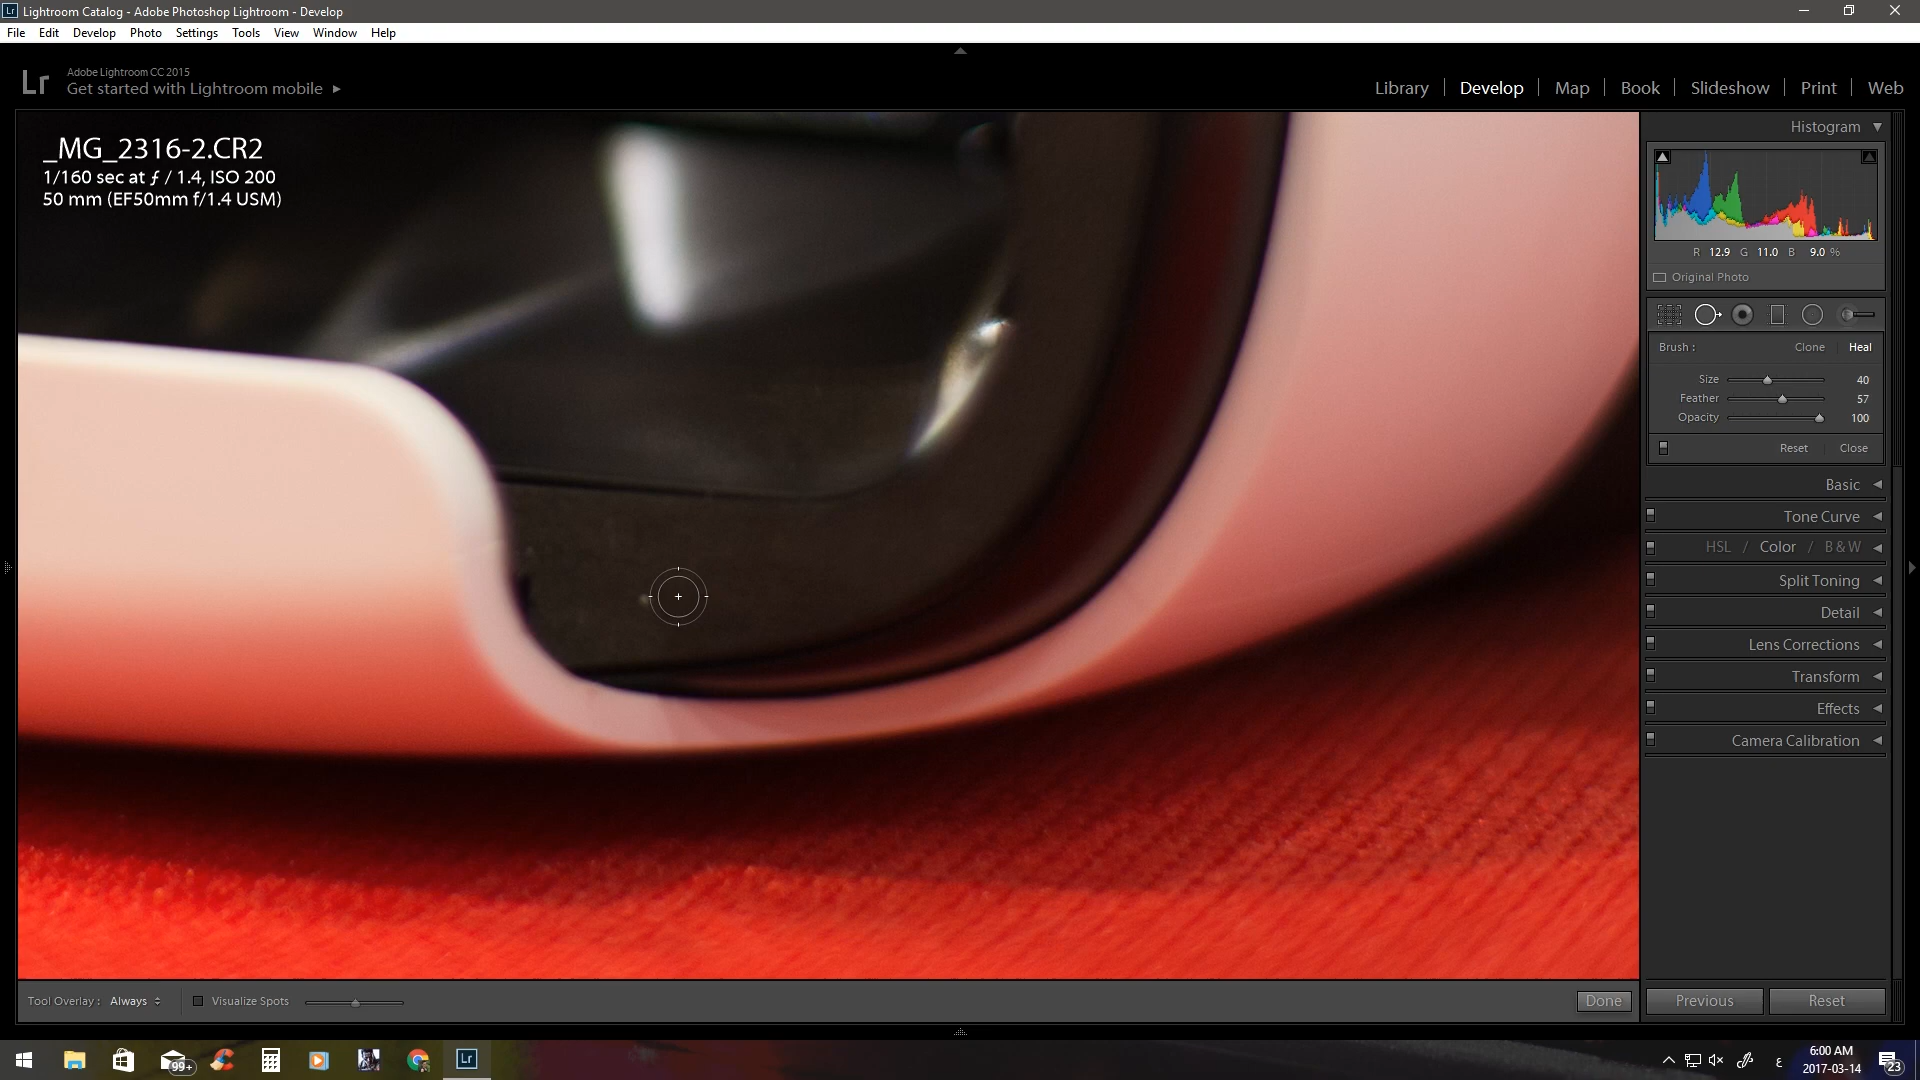 Lightroom Catalog - Adobe Photoshop Lightroom - Develop
File Edit Develop Photo Settings Tools View Window Help
Lr
Adobe Lightroom CC 2015
Get started with Lightroom mobile
Library Develop Map Book Slideshow Print Web
_MG_2316-2.CR2
1/160 sec at ƒ / 1.4, ISO 200
50 mm (EF50mm f/1.4 USM)
Histogram
R 12.9 G 11.0 B 9.0 %
Original Photo
Brush : Clone Heal
Size 40
Feather 57
Opacity 100
Reset Close
Basic
Tone Curve
HSL / Color / B & W
Split Toning
Detail
Lens Corrections
Transform
Effects
Camera Calibration
Tool Overlay : Always Visualize Spots Done
Previous Reset
99+
Lr
ع
6:00 AM
2017-03-14
23